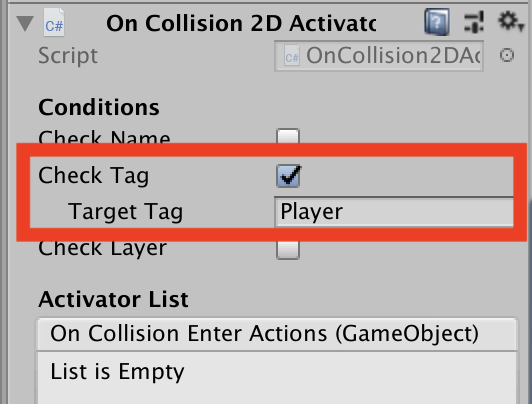 C# On Collision 2D Activato
Script C# OnCollision2DAc
Conditions
Check Name
Check Tag
Target Tag Player
Check Layer
Activator List
On Collision Enter Actions (GameObject)
List is Empty